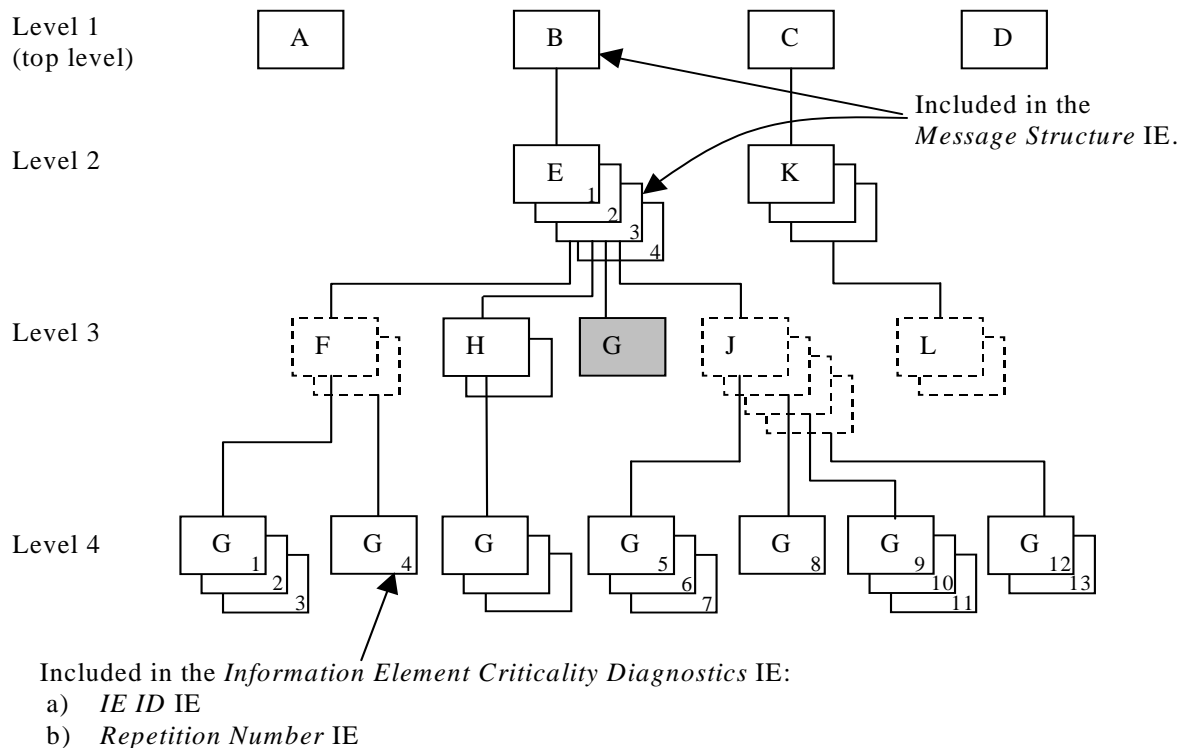 Level 1
(top level)
A
B
C
D
Included in the
Message Structure IE.
Level 2
E
1
2
3
4
K
Level 3
F
H
G
J
L
Level 4
G
1
2
3
G
4
G
G
5
6
7
G
8
G
9
10
11
G
12
13
Included in the Information Element Criticality Diagnostics IE:
a) IE ID IE
b) Repetition Number IE